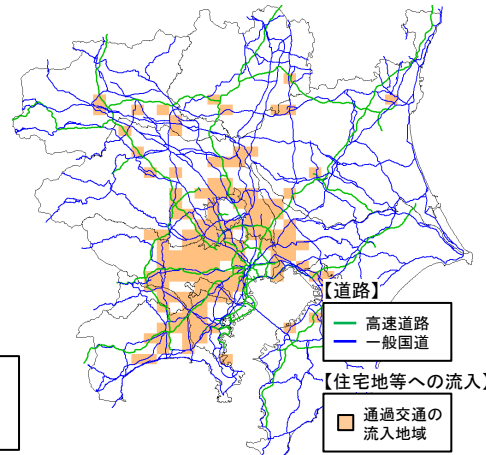 【道路】
高速道路
一般国道
【住宅地等への流入】
通過交通の
流入地域